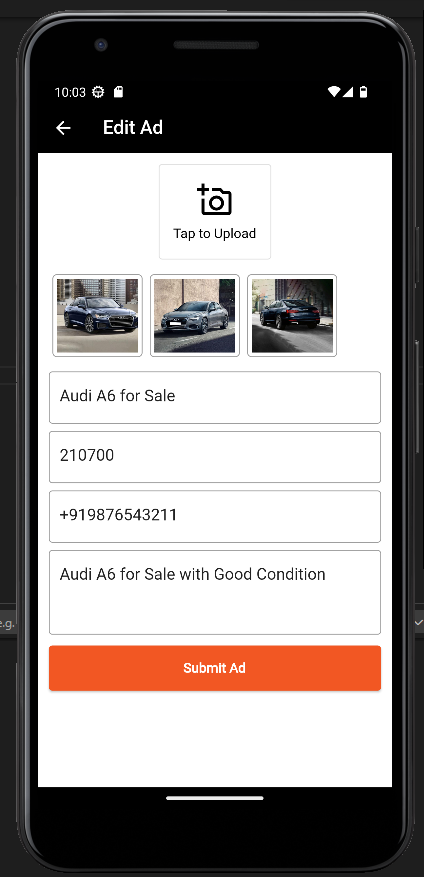 10:03
Edit Ad
Tap to Upload
Audi A6 for Sale
210700
+919876543211
Audi A6 for Sale with Good Condition
e.g.
Submit Ad